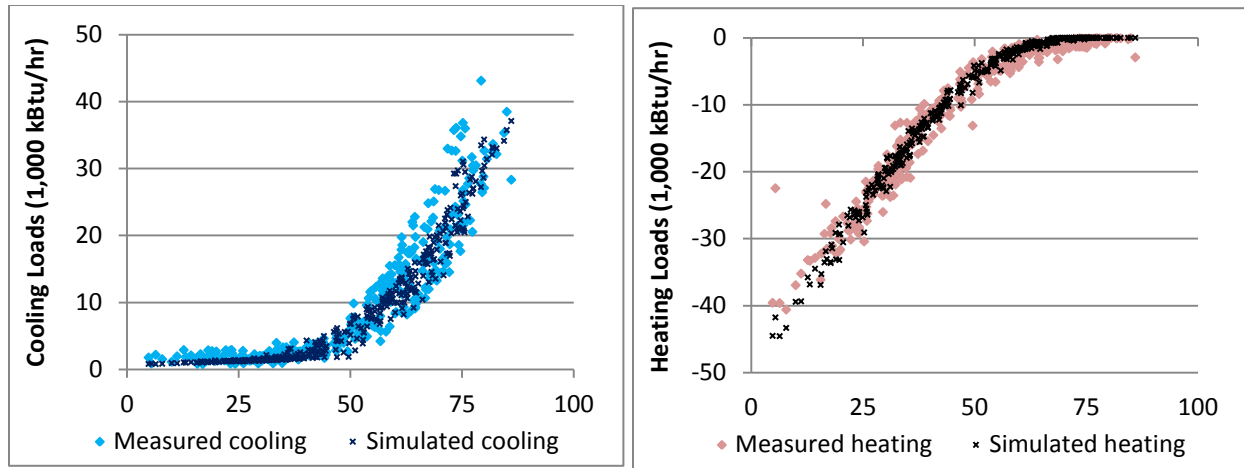 Cooling Loads (1,000 kBtu/hr)
50
40
30
20
10
0
0 25 50 75 100
Measured cooling Simulated cooling
Heating Loads (1,000 kBtu/hr)
0
-10
-20
-30
-40
-50
0 25 50 75 100
Measured heating Simulated heating